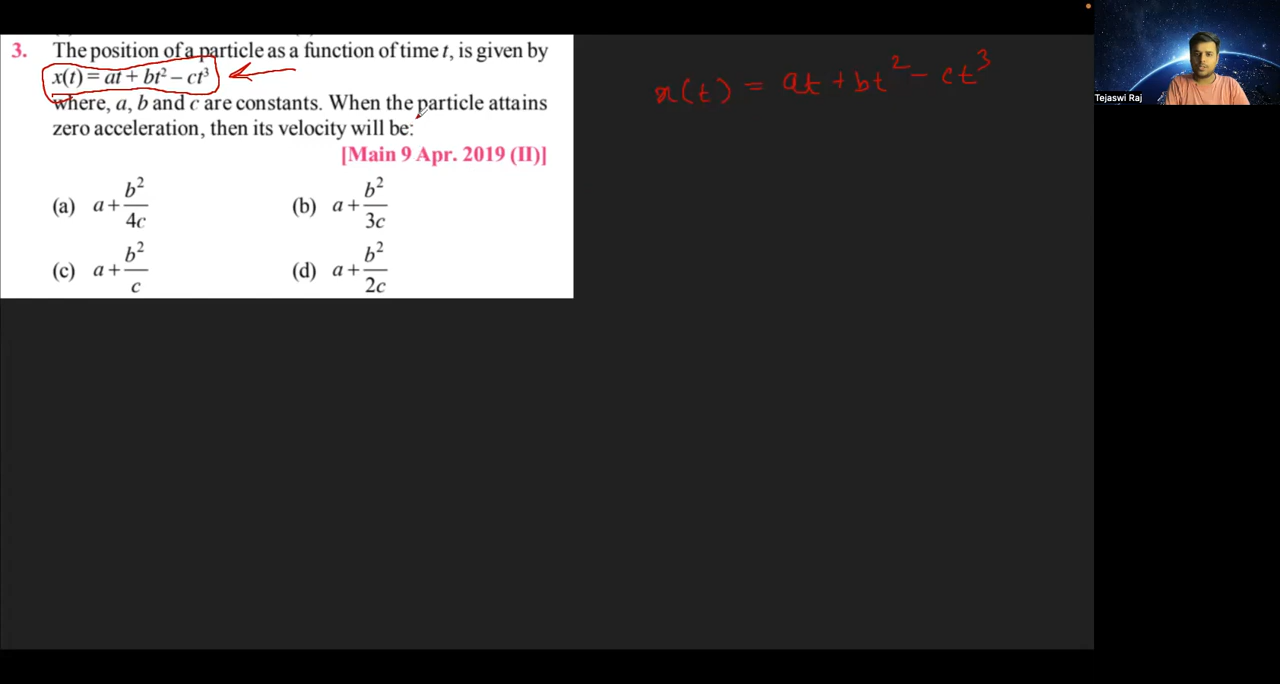 3. The position of a particle as a function of time t, is given by
x(t) = at + bt² – ct³
where, a, b and c are constants. When the particle attains
zero acceleration, then its velocity will be:
[Main 9 Apr. 2019 (II)]
(a) a + b²/4c (b) a + b²/3c
(c) a + b²/c (d) a + b²/2c
x(t) = at + bt² – ct³
Tejaswi Raj